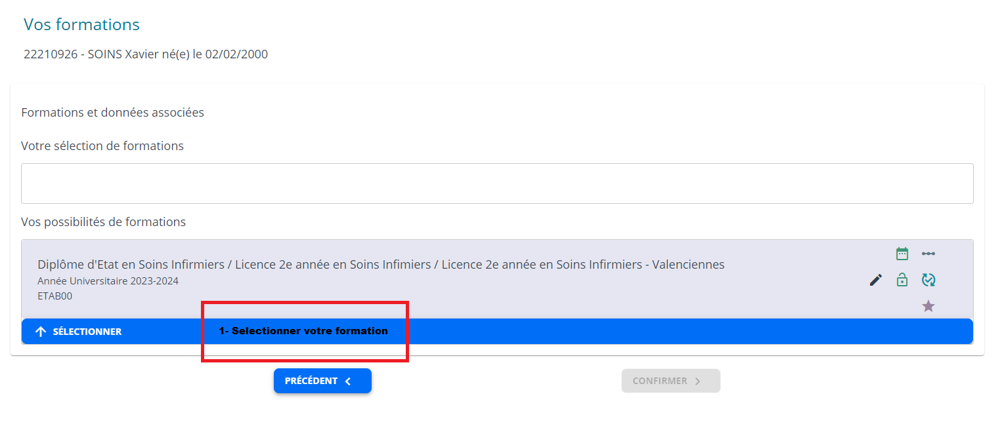 Vos formations
22210926 - SOINS Xavier né(e) le 02/02/2000
Formations et données associées
Votre sélection de formations
Vos possibilités de formations
Diplôme d'Etat en Soins Infirmiers / Licence 2e année en Soins Infimiers / Licence 2e année en Soins Infirmiers - Valenciennes
Année Universitaire 2023-2024
ETAB00
SÉLECTIONNER
1- Selectionner votre formation
PRÉCÉDENT
CONFIRMER